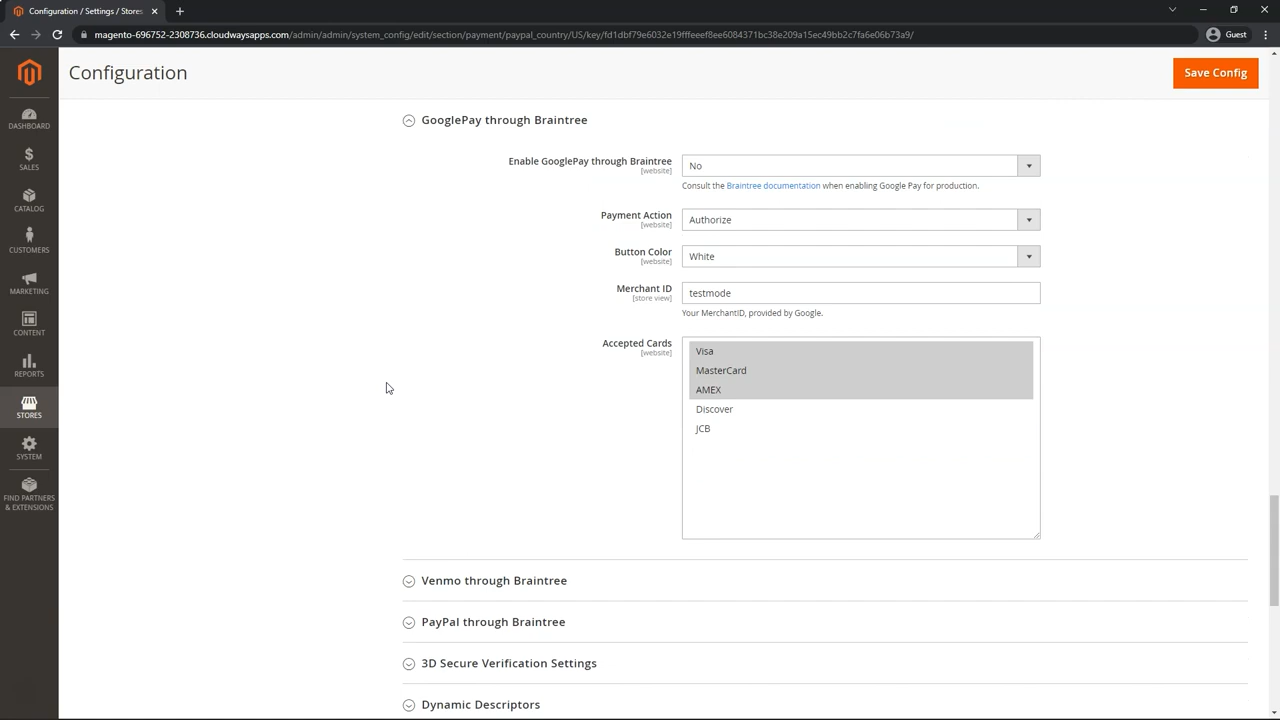 Configuration / Settings / Stores
magento-696752-2308736.cloudwaysapps.com/admin/admin/system_config/edit/section/payment/paypal_country/US/key/fd1dbf79e6032e19fffeeef8ee6084371bc38e209a15ec49bb2c7fa6e06b73a9/
Guest
Configuration
Save Config
DASHBOARD
SALES
CATALOG
CUSTOMERS
MARKETING
CONTENT
REPORTS
STORES
SYSTEM
FIND PARTNERS
& EXTENSIONS
GooglePay through Braintree
Enable GooglePay through Braintree
[website]
No
Consult the Braintree documentation when enabling Google Pay for production.
Payment Action
[website]
Authorize
Button Color
[website]
White
Merchant ID
[store view]
testmode
Your MerchantID, provided by Google.
Accepted Cards
[website]
Visa
MasterCard
AMEX
Discover
JCB
Venmo through Braintree
PayPal through Braintree
3D Secure Verification Settings
Dynamic Descriptors